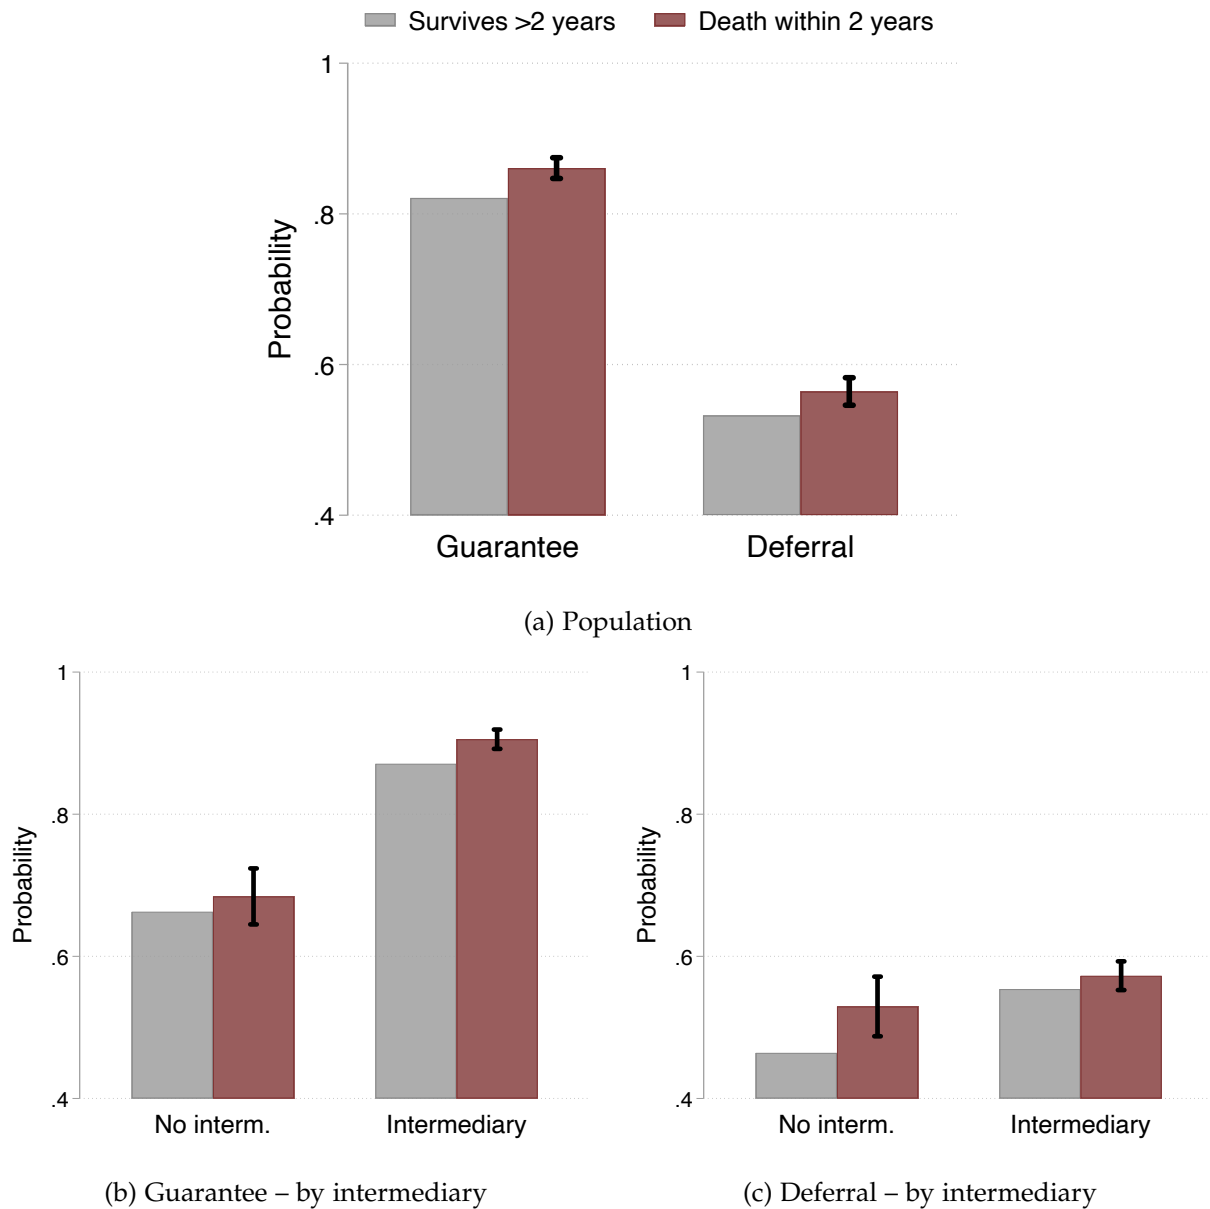 Survives >2 years Death within 2 years
1
.8
.6
.4
Probability
Guarantee Deferral
(a) Population
1
.8
.6
.4
Probability
No interm. Intermediary
(b) Guarantee – by intermediary
1
.8
.6
.4
Probability
No interm. Intermediary
(c) Deferral – by intermediary